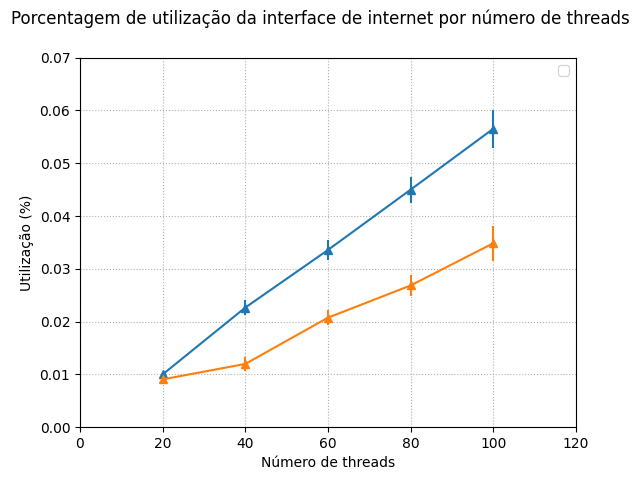 Porcentagem de utilização da interface de internet por número de threads
0.07
0.06
0.05
0.04
0.03
0.02
0.01
0.00
Utilização (%)
0 20 40 60 80 100 120
Número de threads